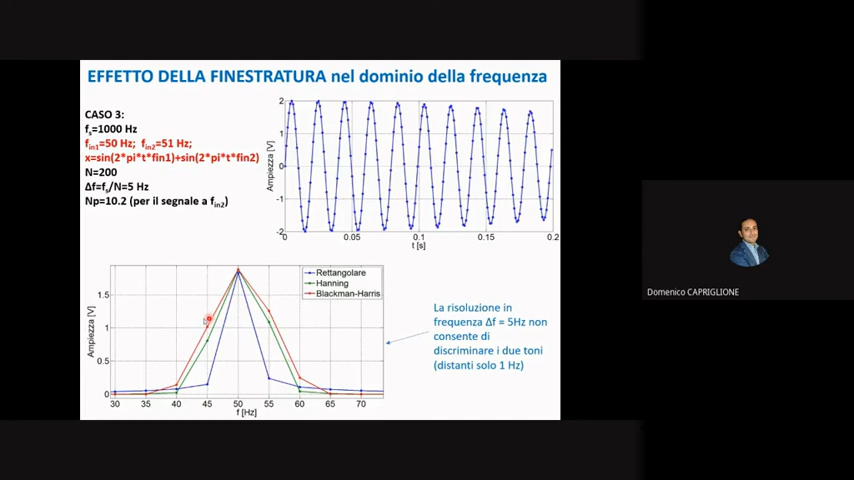 EFFETTO DELLA FINESTRATURA nel dominio della frequenza
CASO 3:
fs=1000 Hz
fin1=50 Hz; fin2=51 Hz;
x=sin(2*pi*t*fin1)+sin(2*pi*t*fin2)
N=200
Δf=fs/N=5 Hz
Np=10.2 (per il segnale a fin2)
Ampiezza [V]
2
1
0
-1
-2
0
0.05
0.1
0.15
0.2
t [s]
Rettangolare
Hanning
Blackman-Harris
Ampiezza [V]
1.5
1
0.5
0
30
35
40
45
50
55
60
65
70
f [Hz]
La risoluzione in
frequenza Δf = 5Hz non
consente di
discriminare i due toni
(distanti solo 1 Hz)
Domenico CAPRIGLIONE